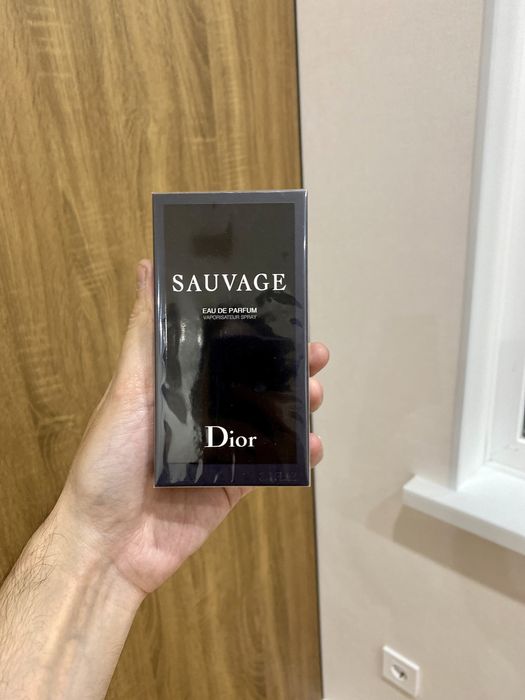 SAUVAGE
EAU DE PARFUM
VAPORISATEUR SPRAY
Dior